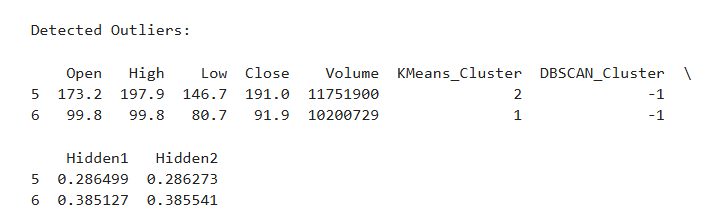 Detected Outliers:
Open High Low Close Volume KMeans_Cluster DBSCAN_Cluster \
5 173.2 197.9 146.7 191.0 11751900 2 -1
6 99.8 99.8 80.7 91.9 10200729 1 -1
Hidden1 Hidden2
5 0.286499 0.286273
6 0.385127 0.385541